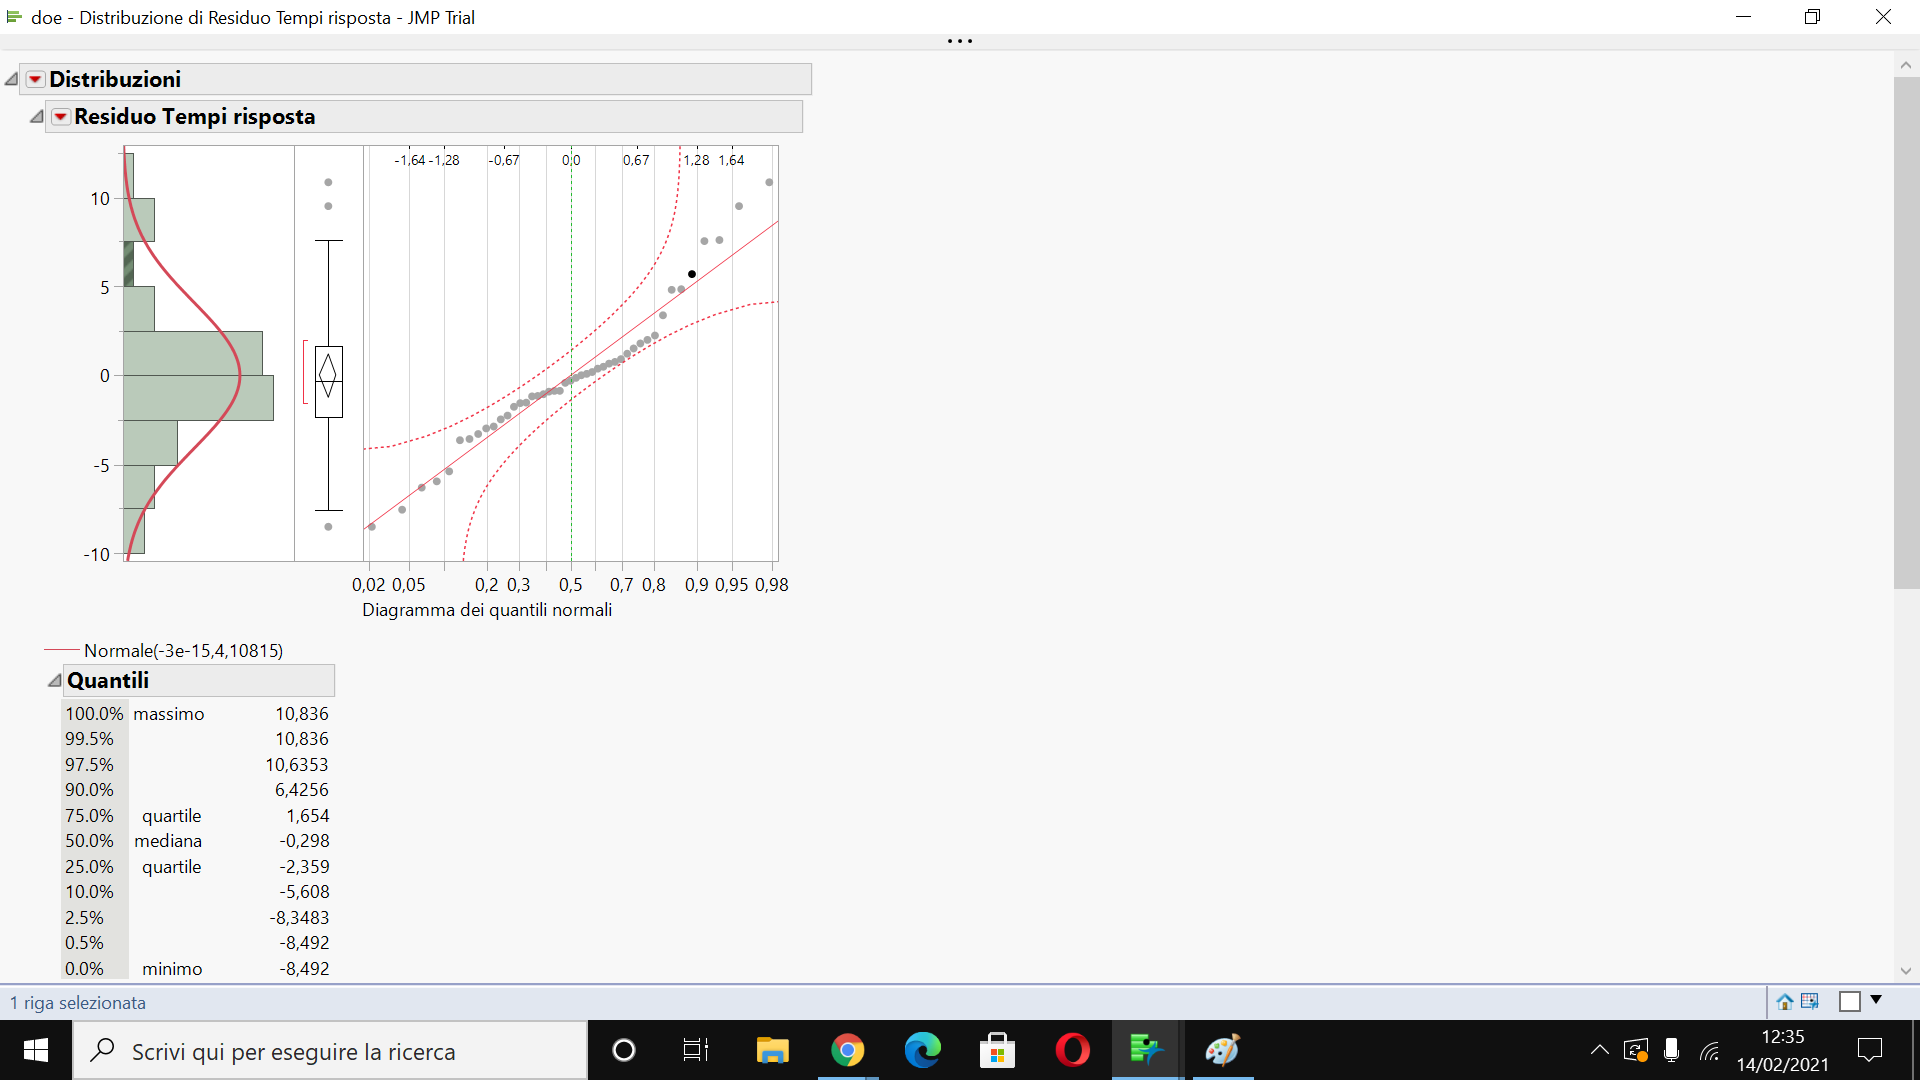 doe - Distribuzione di Residuo Tempi risposta - JMP Trial
Distribuzioni
Residuo Tempi risposta
-1,64 -1,28 -0,67 0,0 0,67 1,28 1,64
10
5
0
-5
-10
0,02 0,05 0,2 0,3 0,5 0,7 0,8 0,9 0,95 0,98
Diagramma dei quantili normali
Normale(-3e-15,4,10815)
Quantili
100.0% massimo 10,836
99.5% 10,836
97.5% 10,6353
90.0% 6,4256
75.0% quartile 1,654
50.0% mediana -0,298
25.0% quartile -2,359
10.0% -5,608
2.5% -8,3483
0.5% -8,492
0.0% minimo -8,492
1 riga selezionata
Scrivi qui per eseguire la ricerca
12:35
14/02/2021